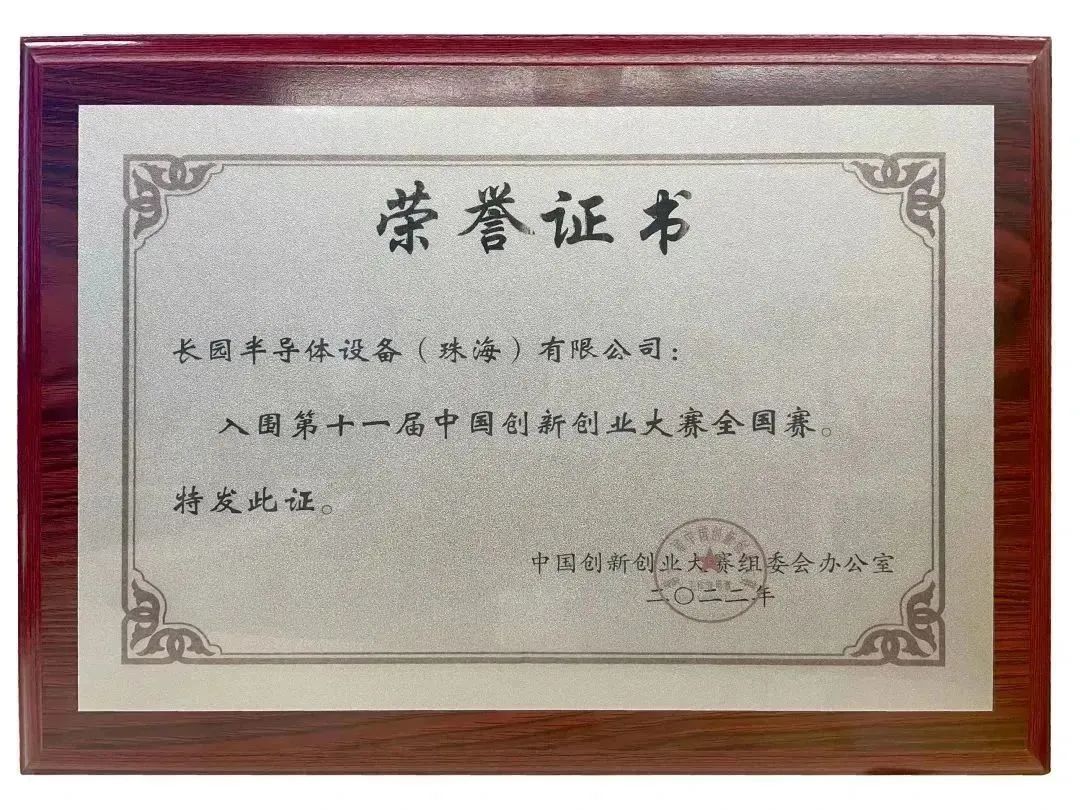 荣誉证书
长园半导体设备（珠海）有限公司：
入围第十一届中国创新创业大赛全国赛。
特发此证。
中国创新创业大赛组委会办公室
二〇二二年